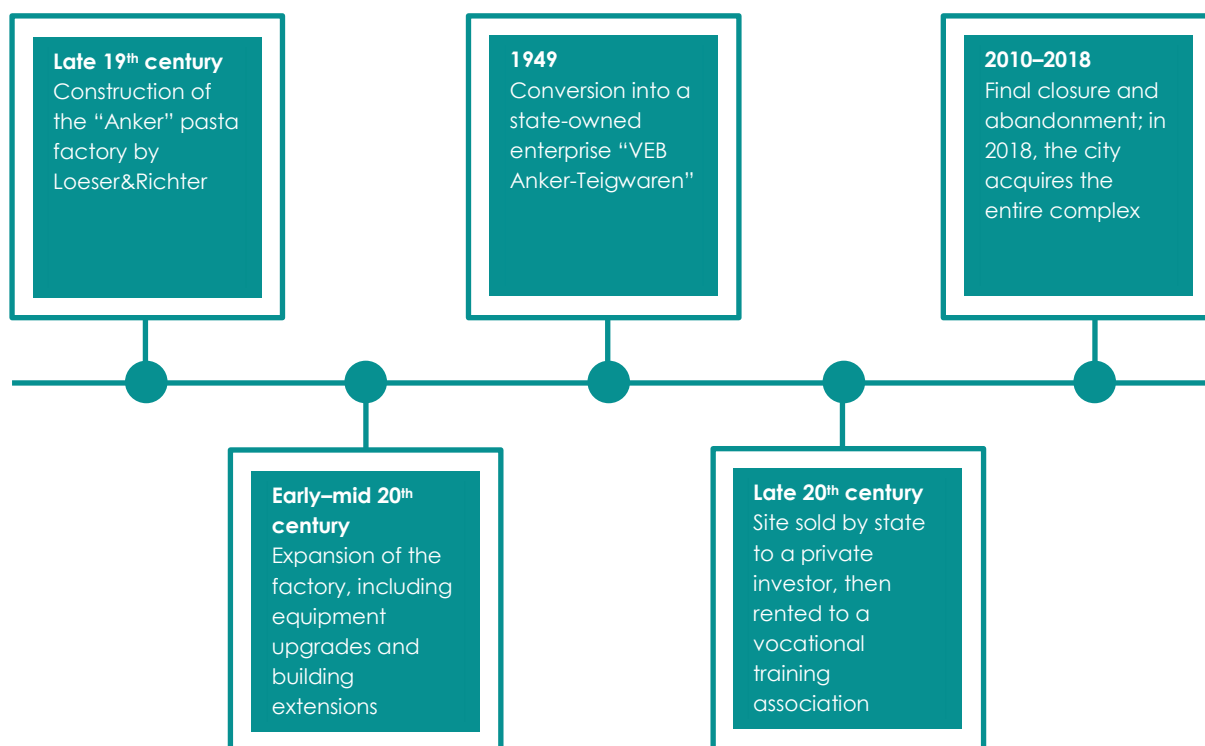 Late 19th century
Construction of
the “Anker” pasta
factory by
Loeser&Richter
Early–mid 20th
century
Expansion of the
factory, including
equipment
upgrades and
building
extensions
1949
Conversion into a
state-owned
enterprise “VEB
Anker-Teigwaren”
Late 20th century
Site sold by state
to a private
investor, then
rented to a
vocational
training
association
2010–2018
Final closure and
abandonment; in
2018, the city
acquires the
entire complex